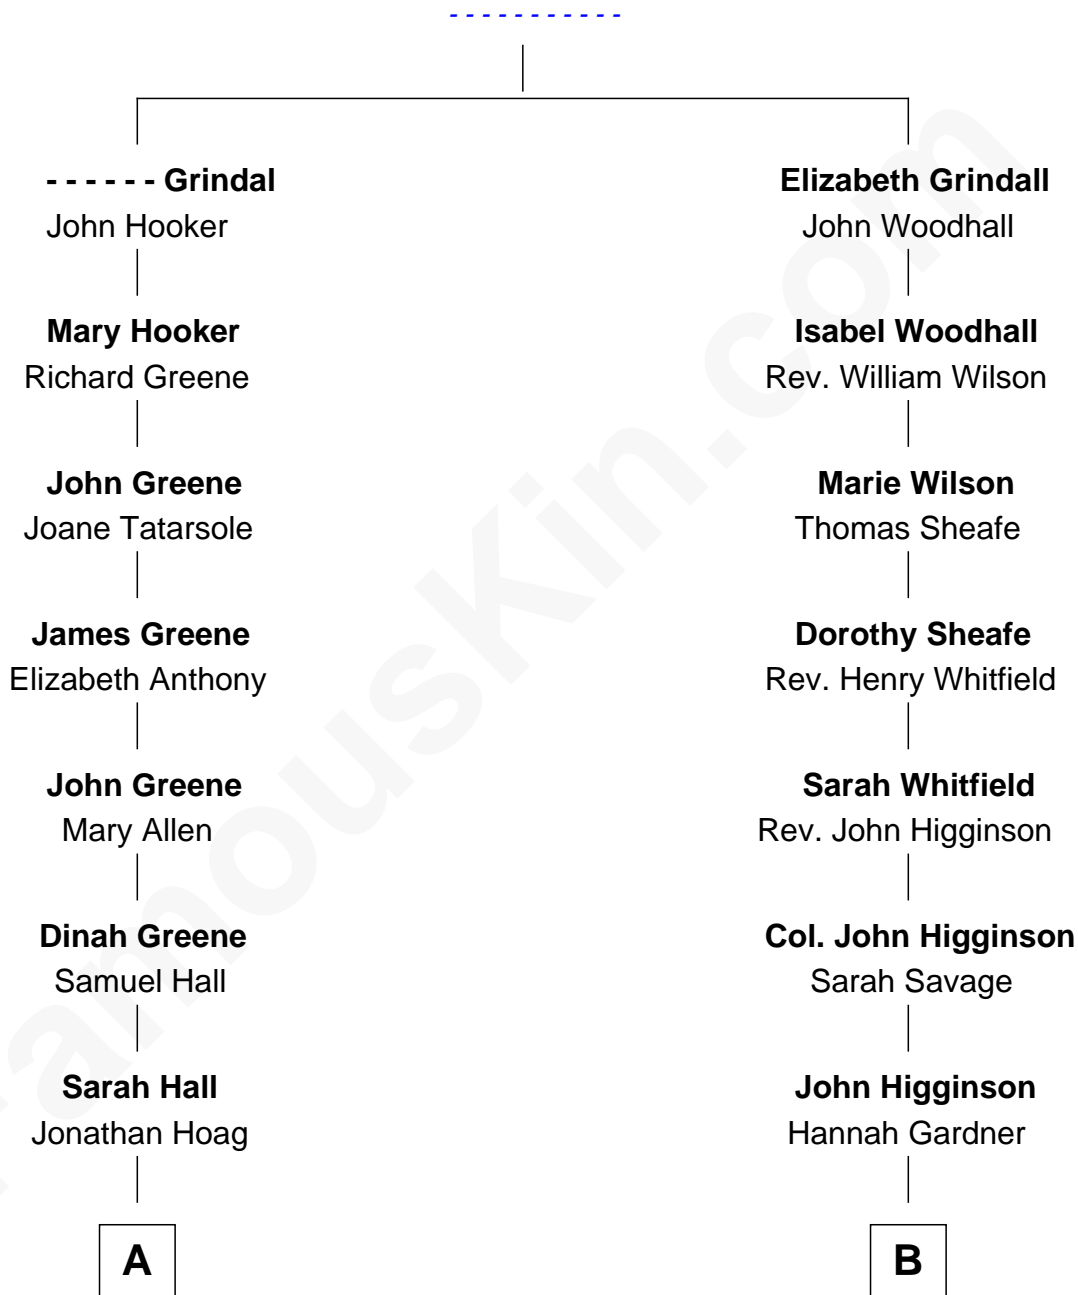 - - - - - - - - - - -
- - - - - - Grindal
John Hooker
Mary Hooker
Richard Greene
John Greene
Joane Tatarsole
James Greene
Elizabeth Anthony
John Greene
Mary Allen
Dinah Greene
Samuel Hall
Sarah Hall
Jonathan Hoag
A
Elizabeth Grindall
John Woodhall
Isabel Woodhall
Rev. William Wilson
Marie Wilson
Thomas Sheafe
Dorothy Sheafe
Rev. Henry Whitfield
Sarah Whitfield
Rev. John Higginson
Col. John Higginson
Sarah Savage
John Higginson
Hannah Gardner
B
FamousKin.com